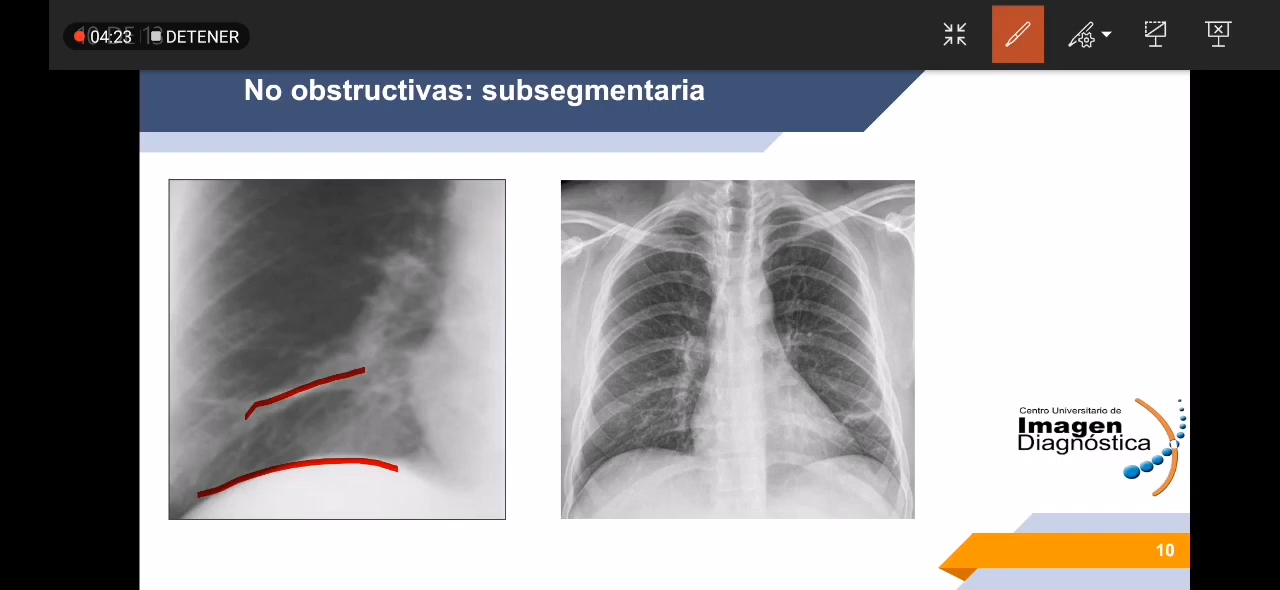 04:23 DETENER
No obstructivas: subsegmentaria
Centro Universitario de
Imagen
Diagnóstica
10